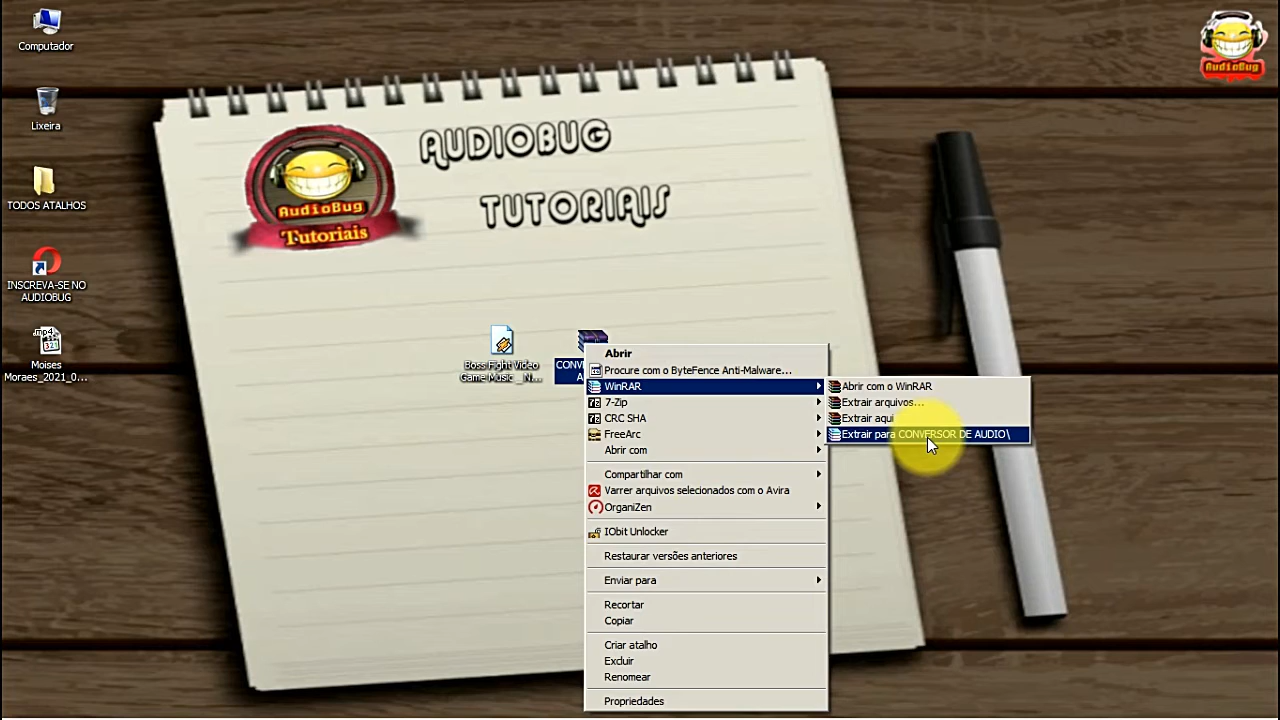 Computador
Lixeira
TODOS ATALHOS
INSCREVA-SE NO
AUDIOBUG
.mp4
321
Moises
Moraes_2021_0...
AudioBug
Tutoriais
AUDIOBUG
TUTORIAIS
AudioBug
Boss Fight Video
Game Music _ N...
CONV
A
Abrir
Procure com o ByteFence Anti-Malware...
WinRAR
7-Zip
CRC SHA
FreeArc
Abrir com
Compartilhar com
Varrer arquivos selecionados com o Avira
OrganiZen
IObit Unlocker
Restaurar versões anteriores
Enviar para
Recortar
Copiar
Criar atalho
Excluir
Renomear
Propriedades
Abrir com o WinRAR
Extrair arquivos...
Extrair aqui
Extrair para CONVERSOR DE AUDIO\